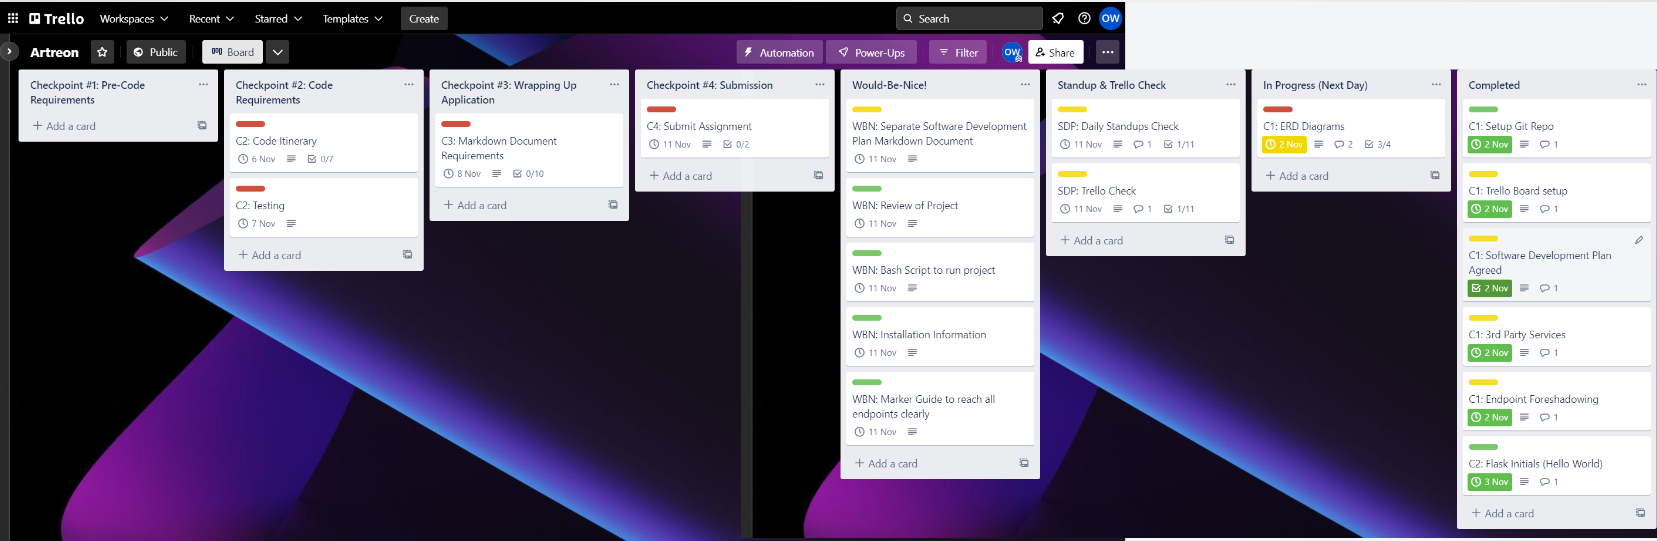 Trello
Workspaces
Recent
Starred
Templates
Create
Search
OW
Artreon
Public
Board
Automation
Power-Ups
Filter
OW
Share
Checkpoint #1: Pre-Code
Requirements
Add a card
Checkpoint #2: Code
Requirements
C2: Code Itinerary
6 Nov 0/7
C2: Testing
7 Nov
Add a card
Checkpoint #3: Wrapping Up
Application
C3: Markdown Document
Requirements
8 Nov 0/10
Add a card
Checkpoint #4: Submission
C4: Submit Assignment
11 Nov 0/2
Add a card
Would-Be-Nice!
WBN: Separate Software Development
Plan Markdown Document
11 Nov
WBN: Review of Project
11 Nov
WBN: Bash Script to run project
11 Nov
WBN: Installation Information
11 Nov
WBN: Marker Guide to reach all
endpoints clearly
11 Nov
Add a card
Standup & Trello Check
SDP: Daily Standups Check
11 Nov 1 1/11
SDP: Trello Check
11 Nov 1 1/11
Add a card
In Progress (Next Day)
C1: ERD Diagrams
2 Nov 2 3/4
Add a card
Completed
C1: Setup Git Repo
2 Nov 1
C1: Trello Board setup
2 Nov 1
C1: Software Development Plan
Agreed
2 Nov 1
C1: 3rd Party Services
2 Nov 1
C1: Endpoint Foreshadowing
2 Nov 1
C2: Flask Initials (Hello World)
3 Nov 1
Add a card